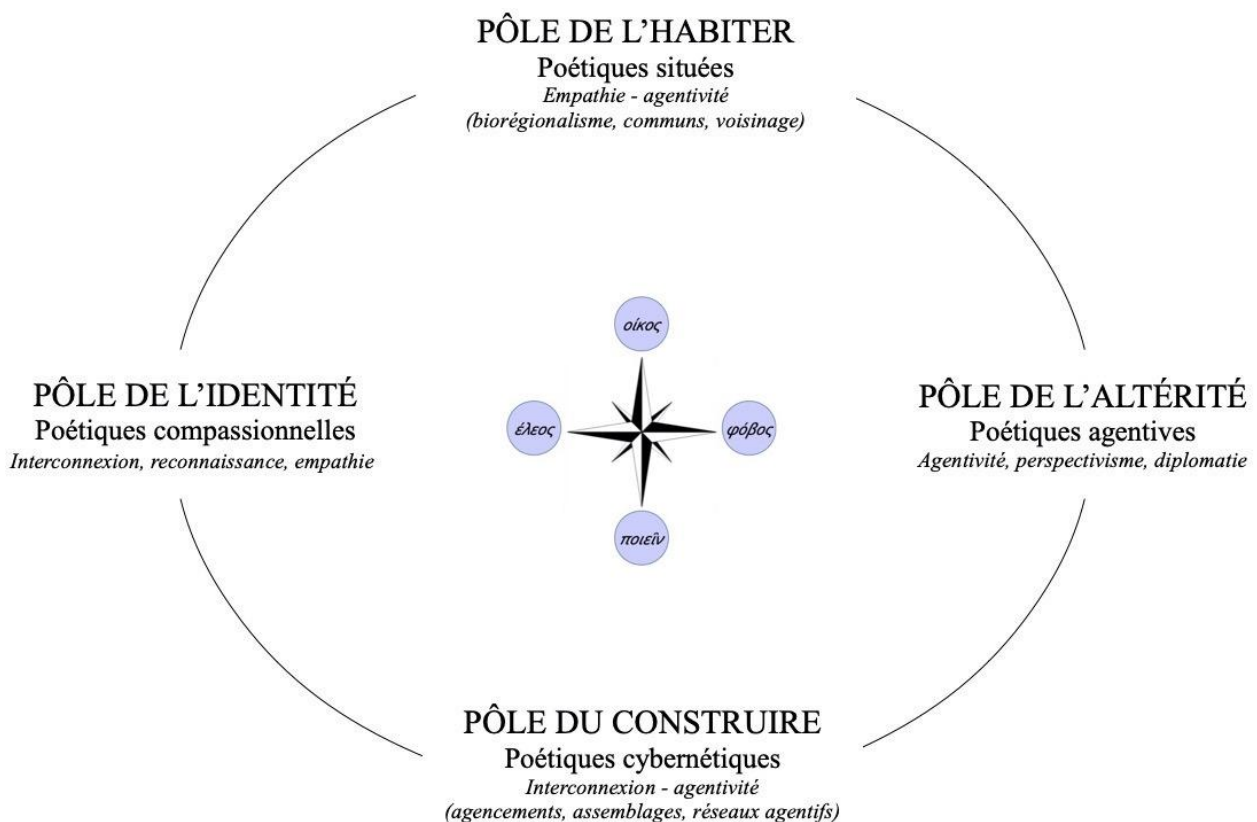 PÔLE DE L’HABITER
Poétiques situées
Empathie - agentivité
(biorégionalisme, communs, voisinage)
οίκος
PÔLE DE L’IDENTITÉ
Poétiques compassionnelles
Interconnexion, reconnaissance, empathie
έλεος
φόβος
PÔLE DE L’ALTÉRITÉ
Poétiques agentives
Agentivité, perspectivisme, diplomatie
ποιεῖν
PÔLE DU CONSTRUIRE
Poétiques cybernétiques
Interconnexion - agentivité
(agencements, assemblages, réseaux agentifs)